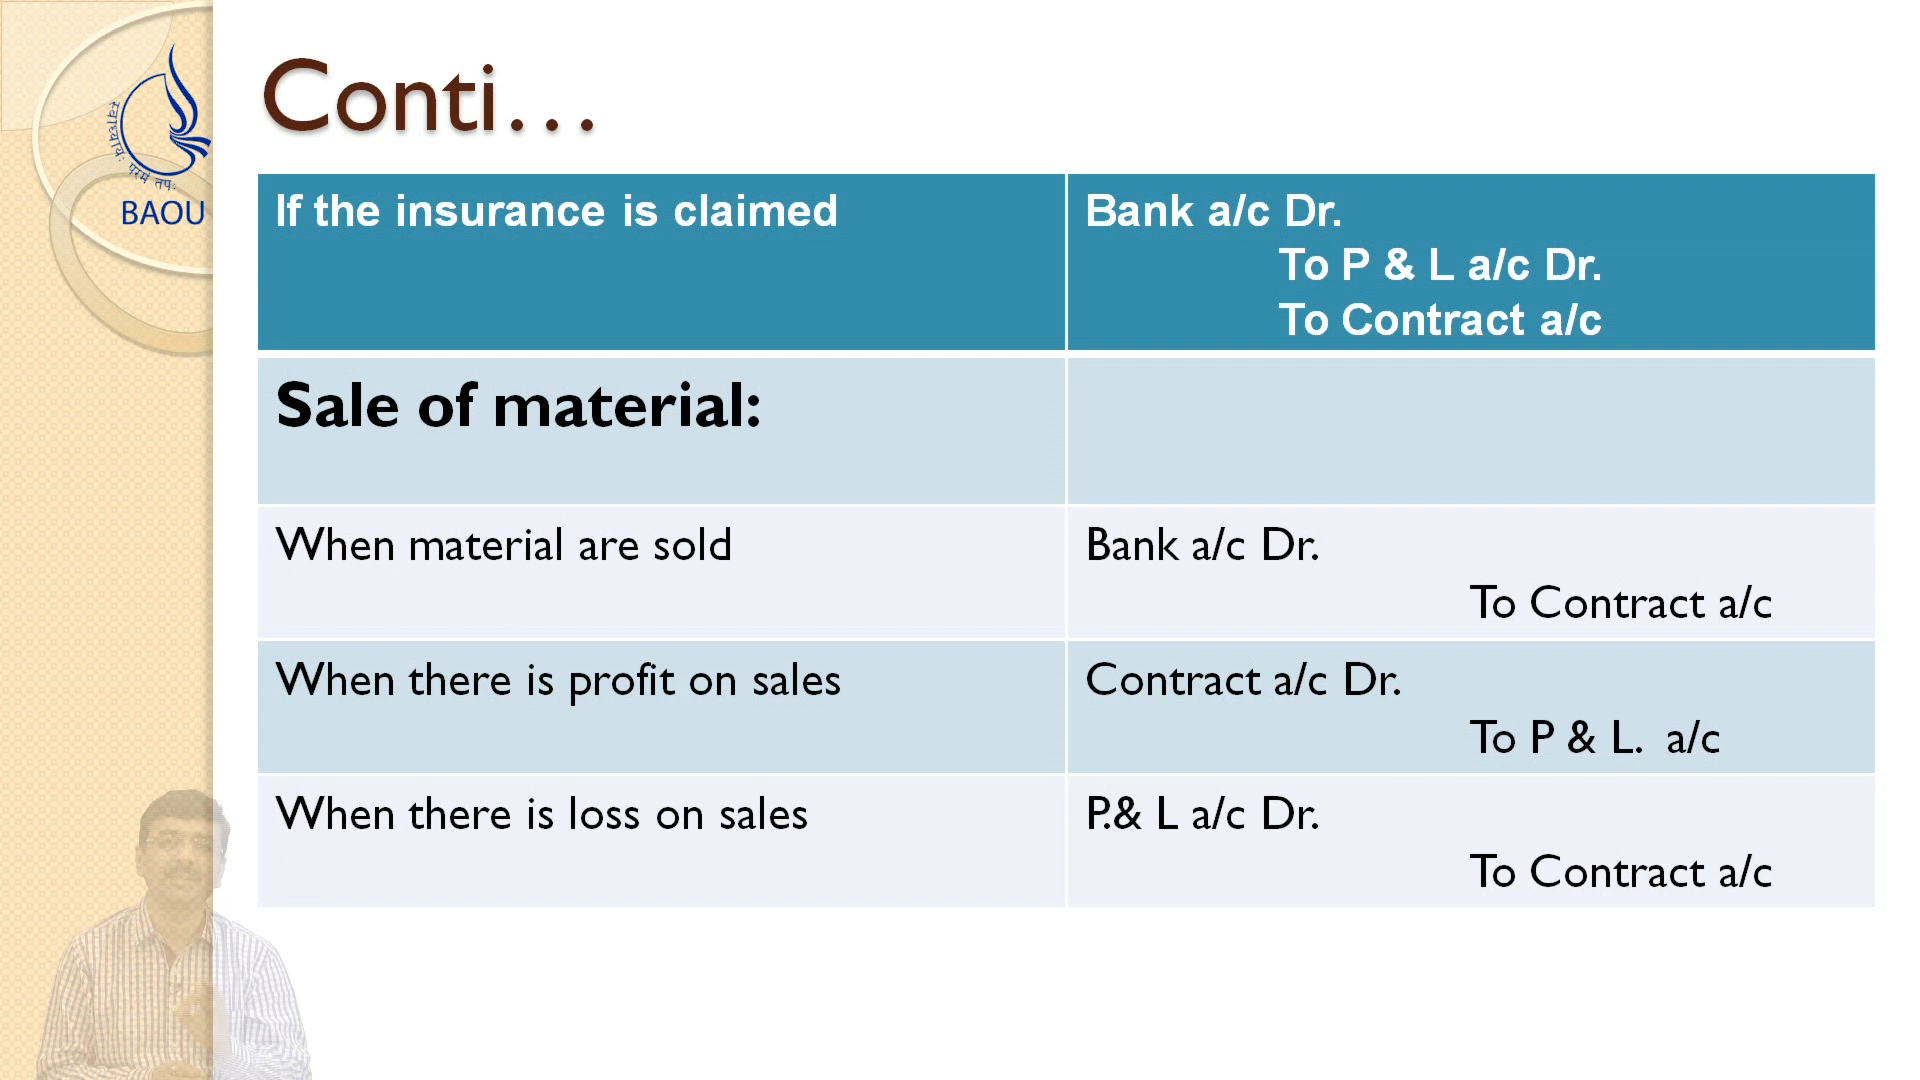 स्वाध्यायः परमं तपः
BAOU
Conti...
If the insurance is claimed
Bank a/c Dr.
To P & L a/c Dr.
To Contract a/c
Sale of material:
When material are sold
Bank a/c Dr.
To Contract a/c
When there is profit on sales
Contract a/c Dr.
To P & L. a/c
When there is loss on sales
P.& L a/c Dr.
To Contract a/c